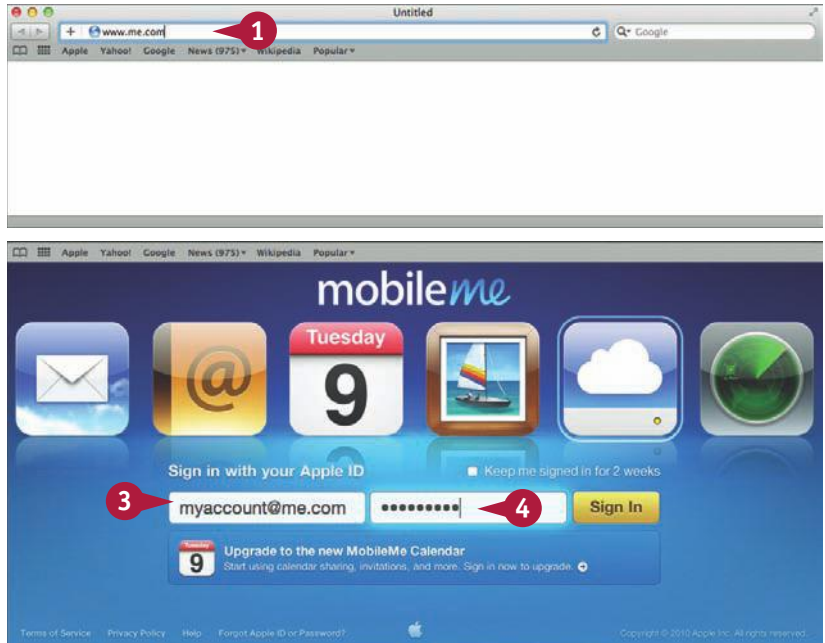 Untitled
www.me.com
Google
1
Apple Yahoo! Google News (975) Wikipedia Popular
Apple Yahoo! Google News (975) Wikipedia Popular
mobileme
Tuesday
9
@
Sign in with your Apple ID
Keep me signed in for 2 weeks
3
myaccount@me.com
•••••••••
4
Sign In
Tuesday
9
Upgrade to the new MobileMe Calendar
Start using calendar sharing, invitations, and more. Sign in now to upgrade.
Terms of Service Privacy Policy Help Forgot Apple ID or Password?
Copyright © 2010 Apple Inc. All rights reserved.